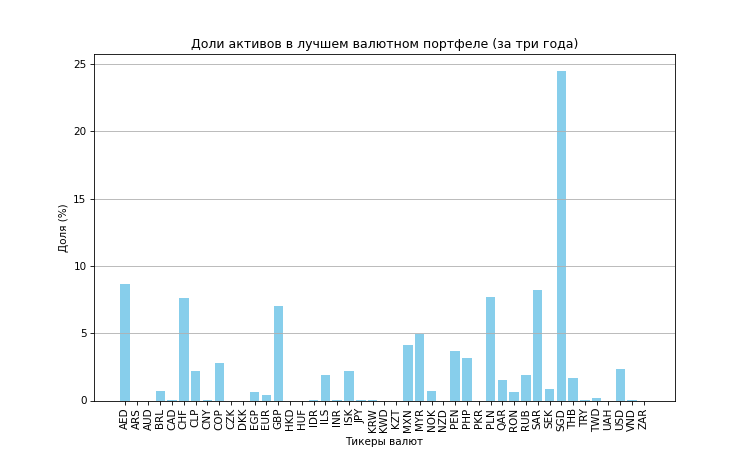 Доли активов в лучшем валютном портфеле (за три года)
Доля (%)
25
20
15
10
5
0
AED ARS AUD BRL CAD CHF CLP CNY COP CZK DKK EGP EUR GBP HKD HUF IDR ILS INR ISK JPY KRW KWD KZT MXN MYR NOK NZD PEN PHP PKR PLN QAR RON RUB SAR SEK SGD THB TRY TWD UAH USD VND ZAR
Тикеры валют